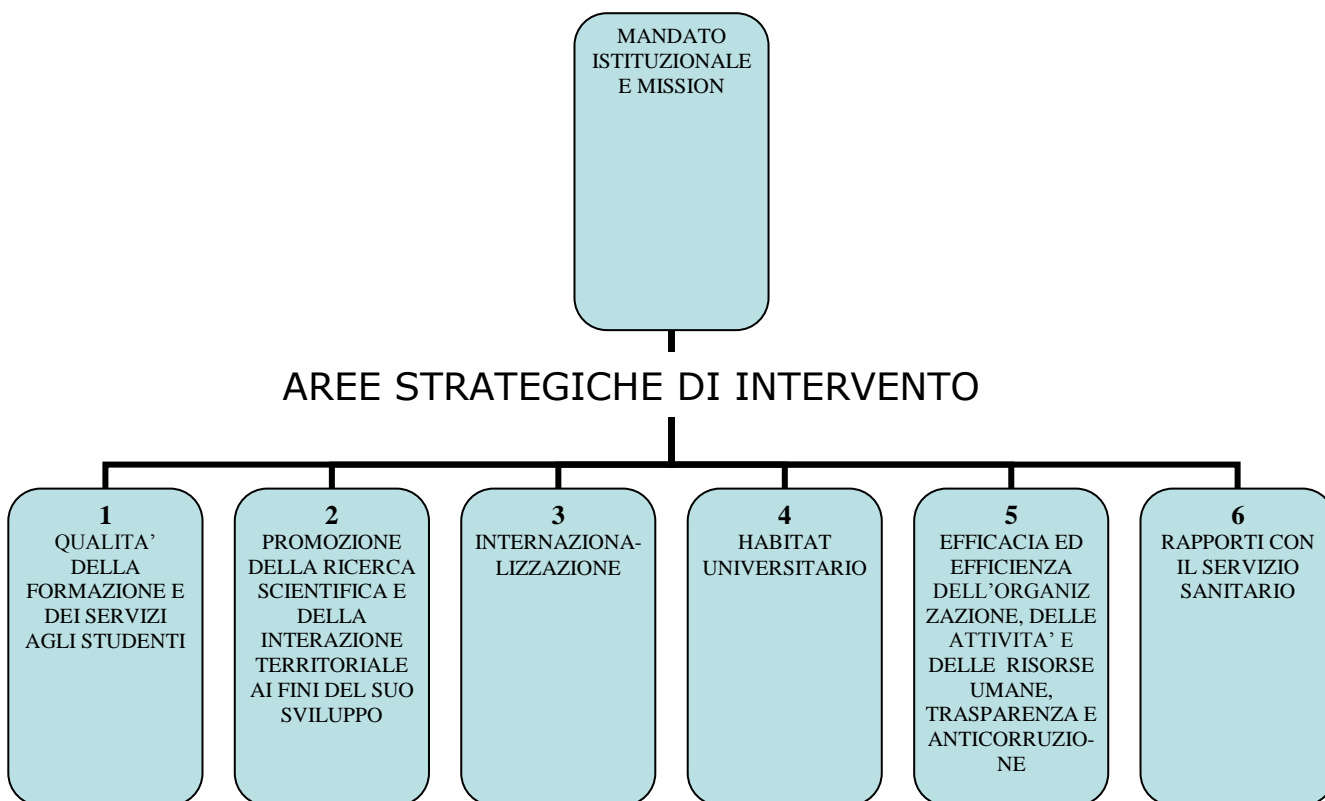 MANDATO
ISTITUZIONALE
E MISSION
AREE STRATEGICHE DI INTERVENTO
1
QUALITA’
DELLA
FORMAZIONE E
DEI SERVIZI
AGLI STUDENTI
2
PROMOZIONE
DELLA RICERCA
SCIENTIFICA E
DELLA
INTERAZIONE
TERRITORIALE
AI FINI DEL SUO
SVILUPPO
3
INTERNAZIONA-
LIZZAZIONE
4
HABITAT
UNIVERSITARIO
5
EFFICACIA ED
EFFICIENZA
DELL’ORGANIZ
ZAZIONE, DELLE
ATTIVITA’ E
DELLE RISORSE
UMANE,
TRASPARENZA E
ANTICORRUZIO-
NE
6
RAPPORTI CON
IL SERVIZIO
SANITARIO